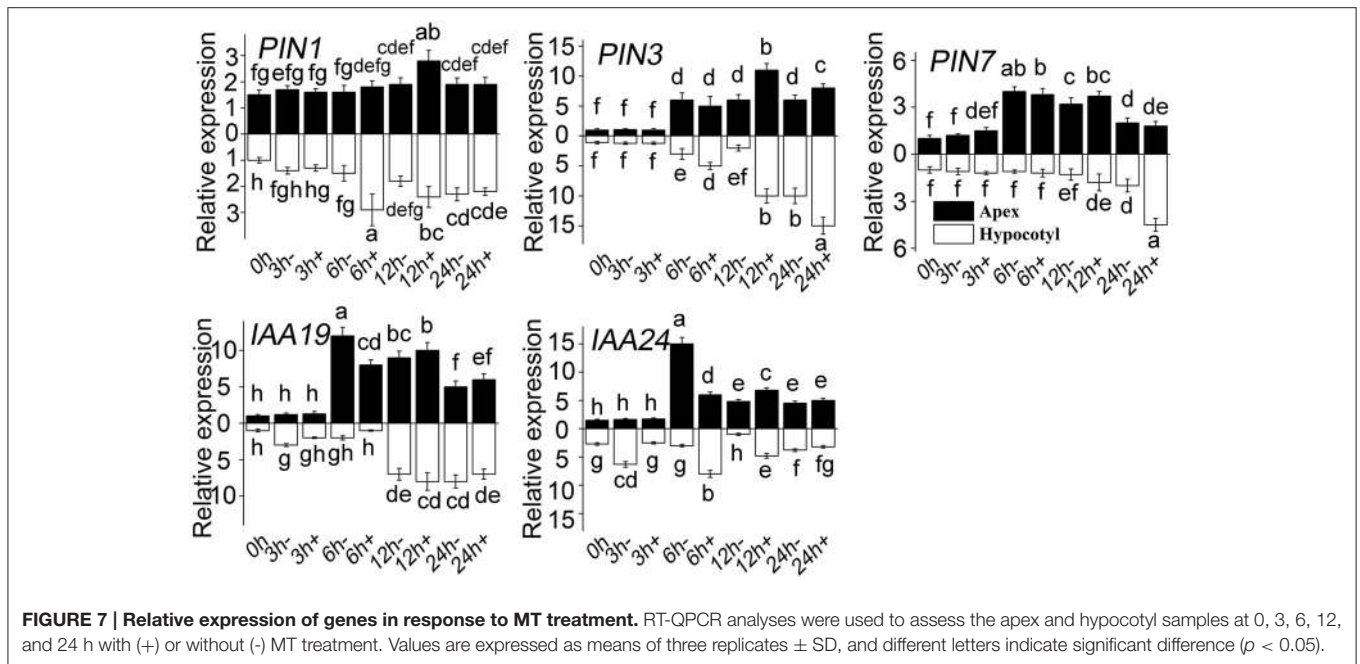 PIN1
Relative expression
3
2
1
0
1
2
3
fg efg fg fg defg cdef ab cdef cdef
h fgh hg fg a defg bc cd cde
PIN3
Relative expression
15
10
5
0
5
10
15
f f f d d d b d c
f f f e d ef b b a
0h 3h- 3h+ 6h- 6h+ 12h- 12h+ 24h- 24h+
PIN7
Relative expression
6
3
0
3
6
f f def ab b c bc d de
f f f f f f de d a
Apex
Hypocotyl
0h 3h- 3h+ 6h- 6h+ 12h- 12h+ 24h- 24h+
0h 3h- 3h+ 6h- 6h+ 12h- 12h+ 24h- 24h+
IAA19
Relative expression
10
5
0
5
10
h h h a cd bc b f ef
h g gh gh h de cd cd de
0h 3h- 3h+ 6h- 6h+ 12h- 12h+ 24h- 24h+
IAA24
Relative expression
15
10
5
0
5
10
15
h h h a d e c e e
g cd g g b h e f fg
0h 3h- 3h+ 6h- 6h+ 12h- 12h+ 24h- 24h+
FIGURE 7 | Relative expression of genes in response to MT treatment. RT-QPCR analyses were used to assess the apex and hypocotyl samples at 0, 3, 6, 12,
and 24 h with (+) or without (-) MT treatment. Values are expressed as means of three replicates ± SD, and different letters indicate significant difference (p < 0.05).